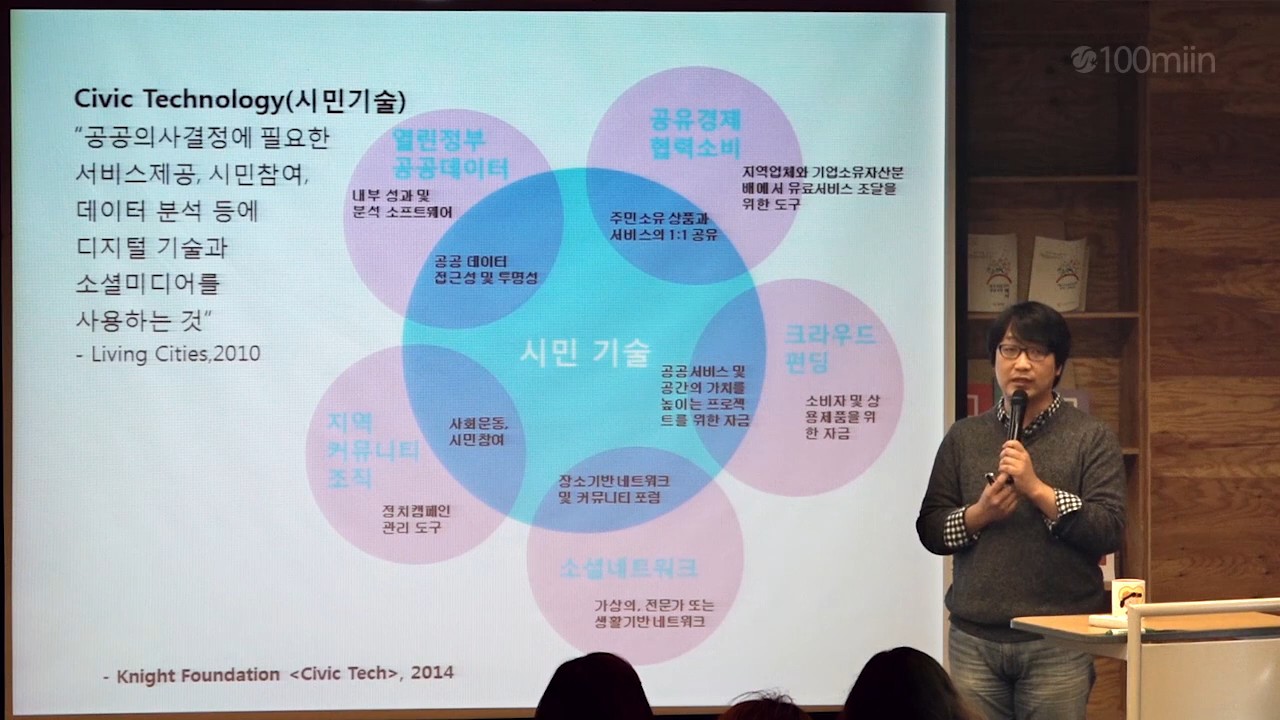 100miin
Civic Technology(시민기술)
“공공의사결정에 필요한
서비스제공, 시민참여,
데이터 분석 등에
디지털 기술과
소셜미디어를
사용하는 것”
- Living Cities,2010
열린정부
공공데이터
내부 성과 및
분석 소프트웨어
공공 데이터
접근성 및 투명성
공유경제
협력소비
지역업체와 기업소유자산분
배에서 유료서비스 조달을
위한 도구
주민소유 상품과
서비스의 1:1 공유
시민 기술
크라우드
펀딩
공공서비스 및
공간의 가치를
높이는 프로젝
트를 위한 자금
소비자 및 상
용제품을 위
한 자금
지역
커뮤니티
조직
사회운동,
시민참여
정치캠페인
관리 도구
장소기반 네트워크
및 커뮤니티 포럼
소셜네트워크
가상의, 전문가 또는
생활기반 네트워크
- Knight Foundation <Civic Tech>, 2014